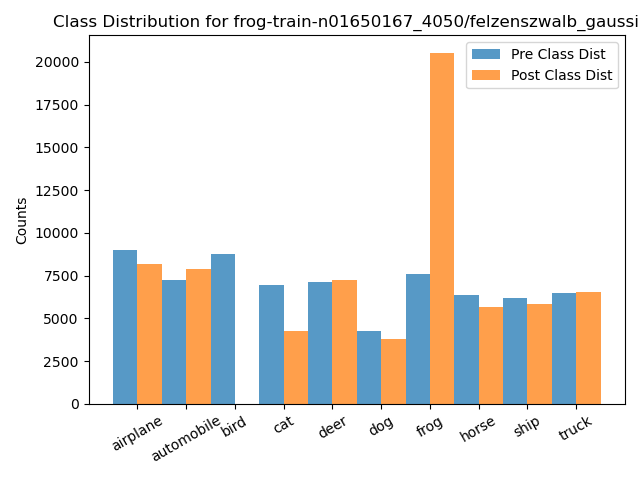 Class Distribution for frog-train-n01650167_4050/felzenszwalb_gaussi
Pre Class Dist
Post Class Dist
Counts
20000
17500
15000
12500
10000
7500
5000
2500
0
airplane
automobile
bird
cat
deer
dog
frog
horse
ship
truck